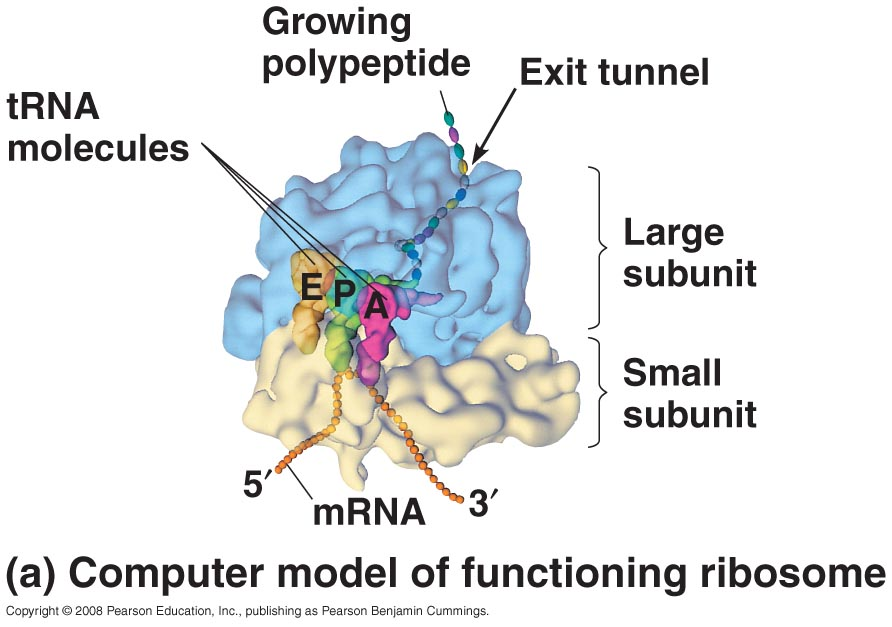 Growing
polypeptide
Exit tunnel
tRNA
molecules
E P A
Large
subunit
Small
subunit
5′
mRNA
3′
(a) Computer model of functioning ribosome
Copyright © 2008 Pearson Education, Inc., publishing as Pearson Benjamin Cummings.